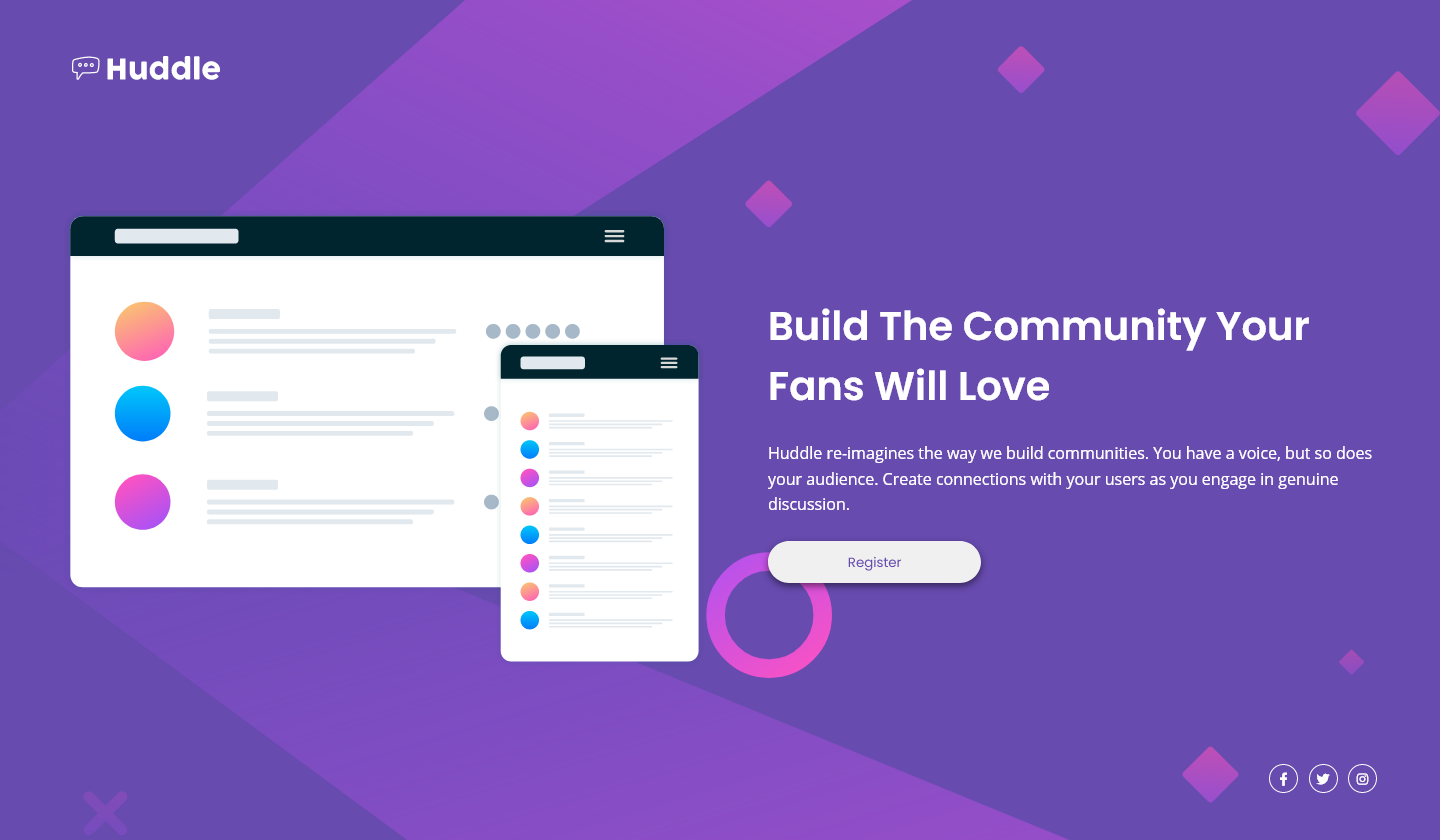 Huddle
Build The Community Your
Fans Will Love
Huddle re-imagines the way we build communities. You have a voice, but so does
your audience. Create connections with your users as you engage in genuine
discussion.
Register